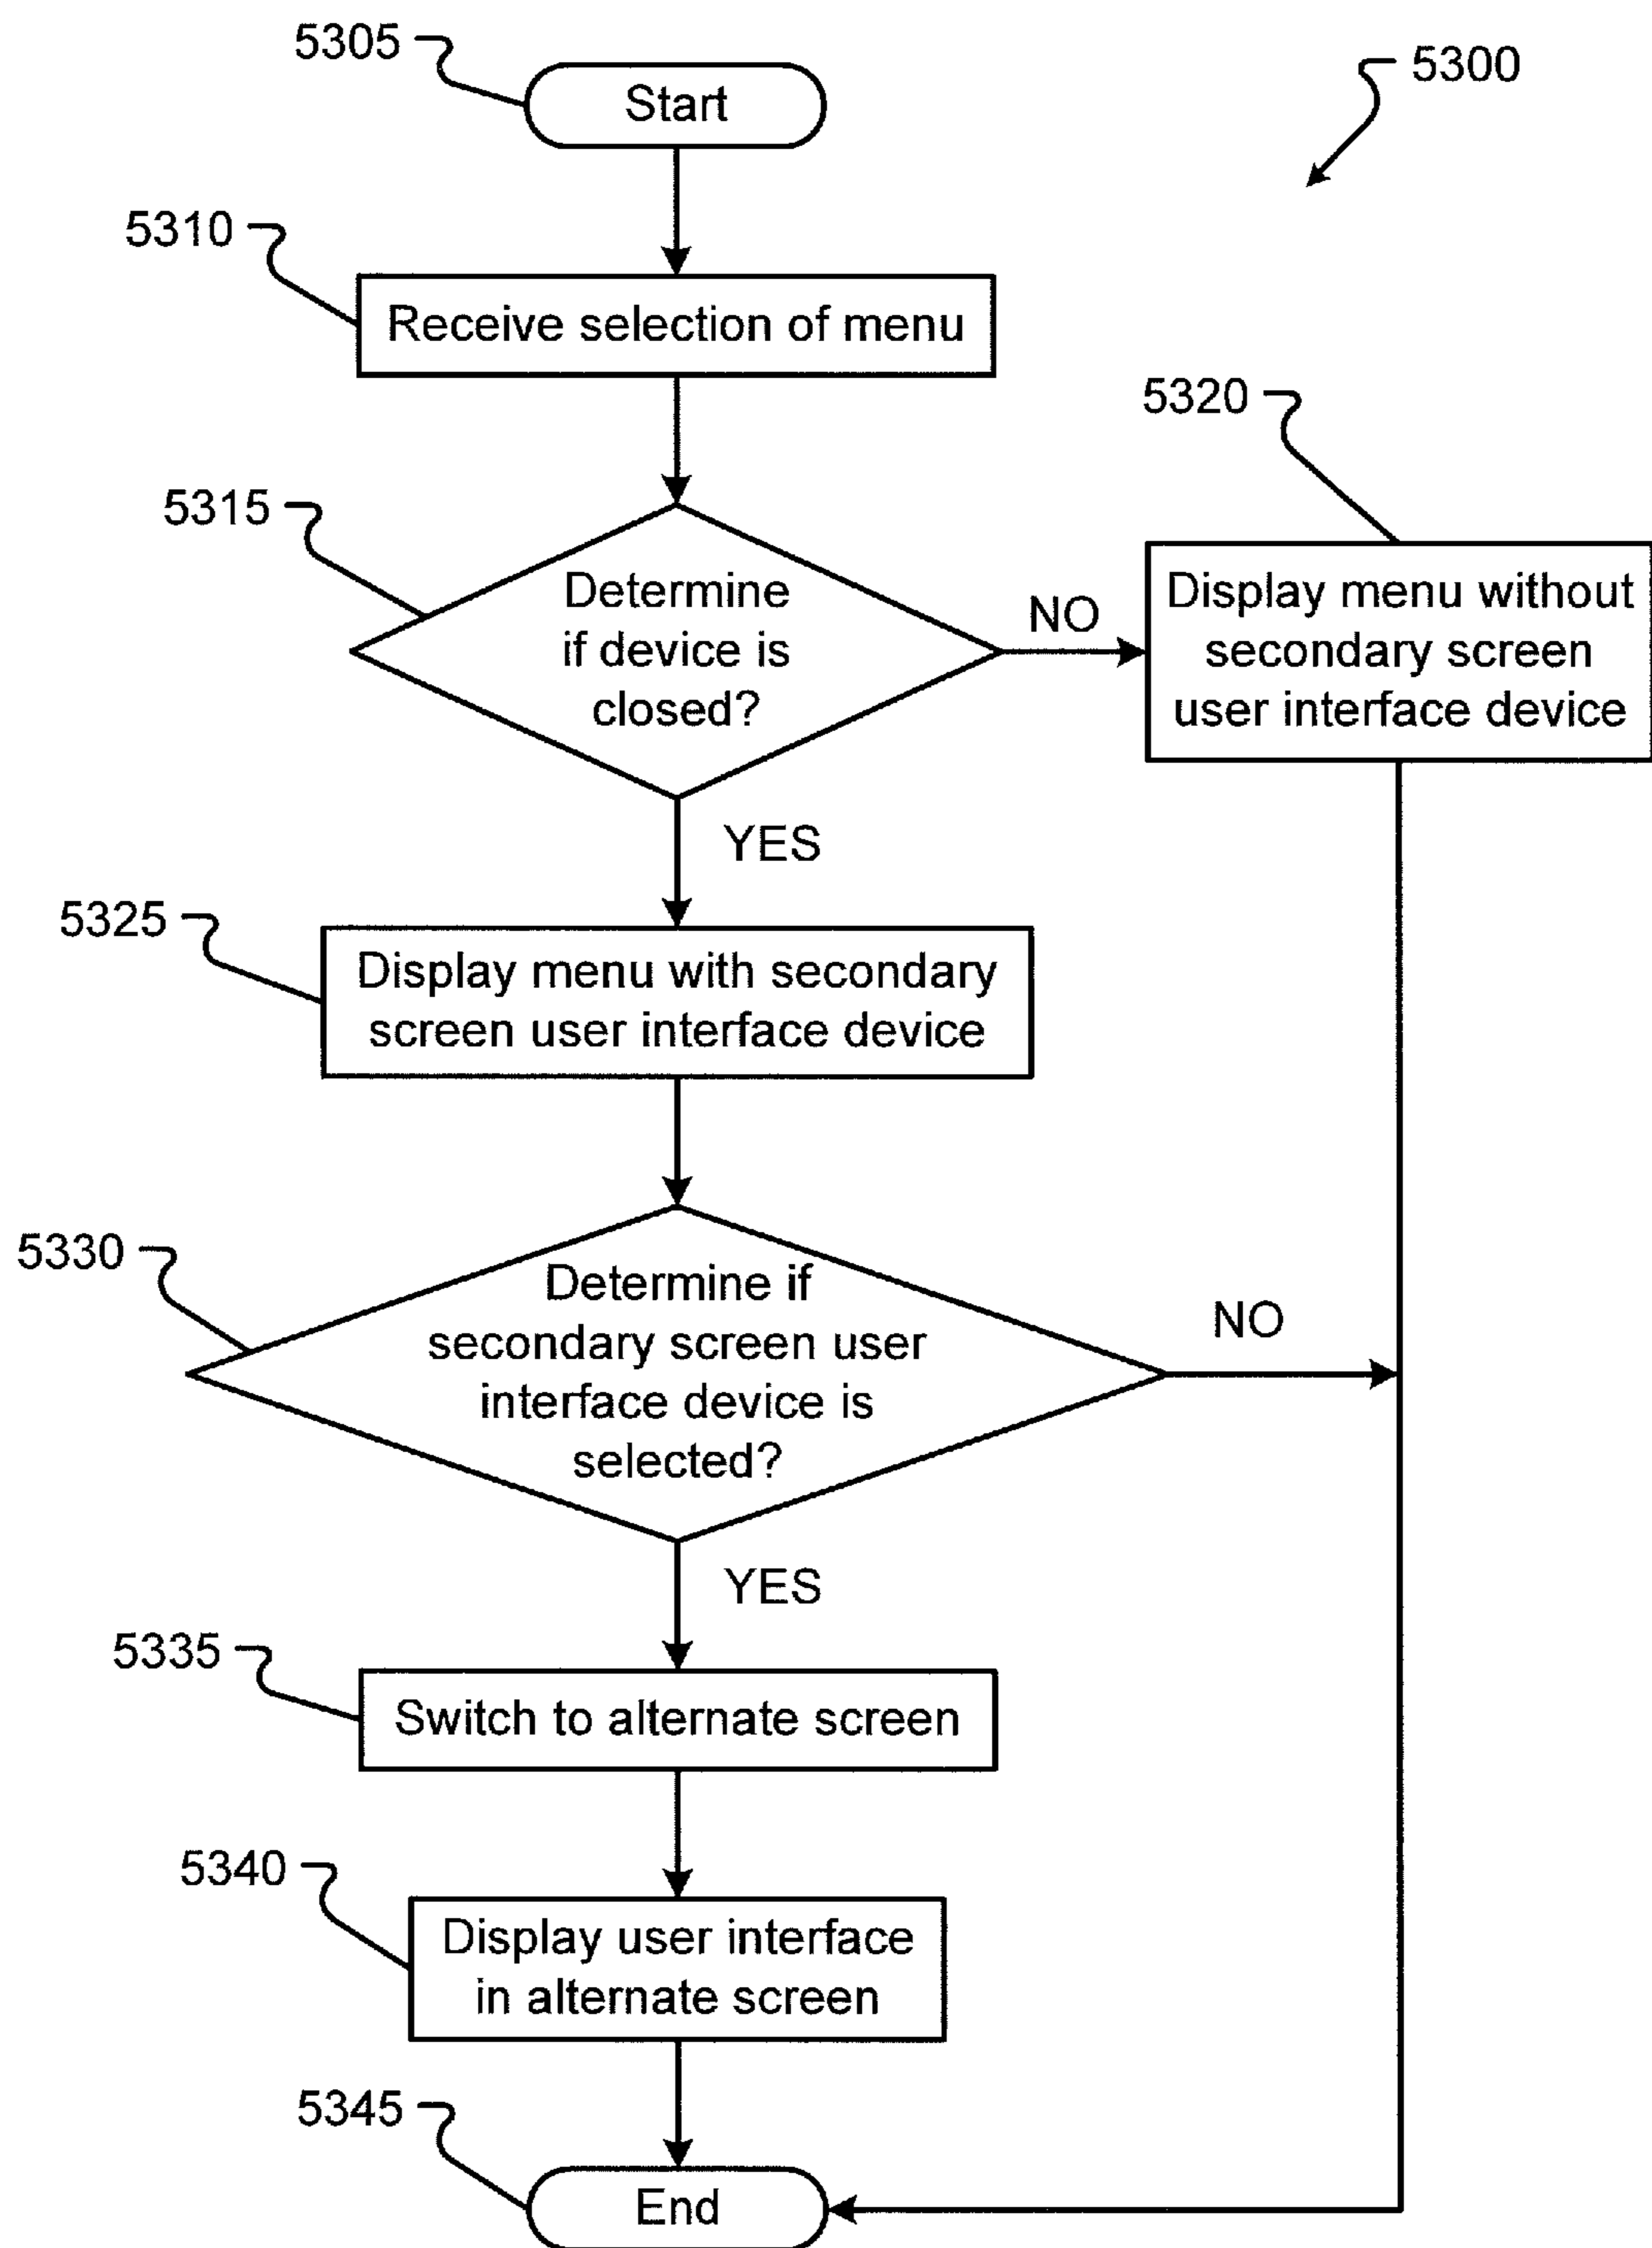 5305
Start
5300
5310
Receive selection of menu
5320
5315
Determine
if device is
closed?
NO
Display menu without
secondary screen
user interface device
YES
5325
Display menu with secondary
screen user interface device
5330
Determine if
secondary screen user
interface device is
selected?
NO
YES
5335
Switch to alternate screen
5340
Display user interface
in alternate screen
5345
End